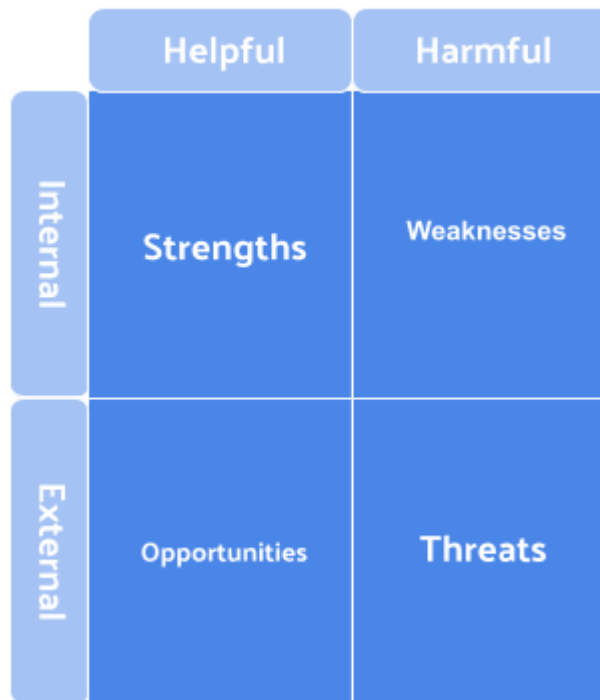 Helpful
Harmful
Internal
Strengths
Weaknesses
External
Opportunities
Threats